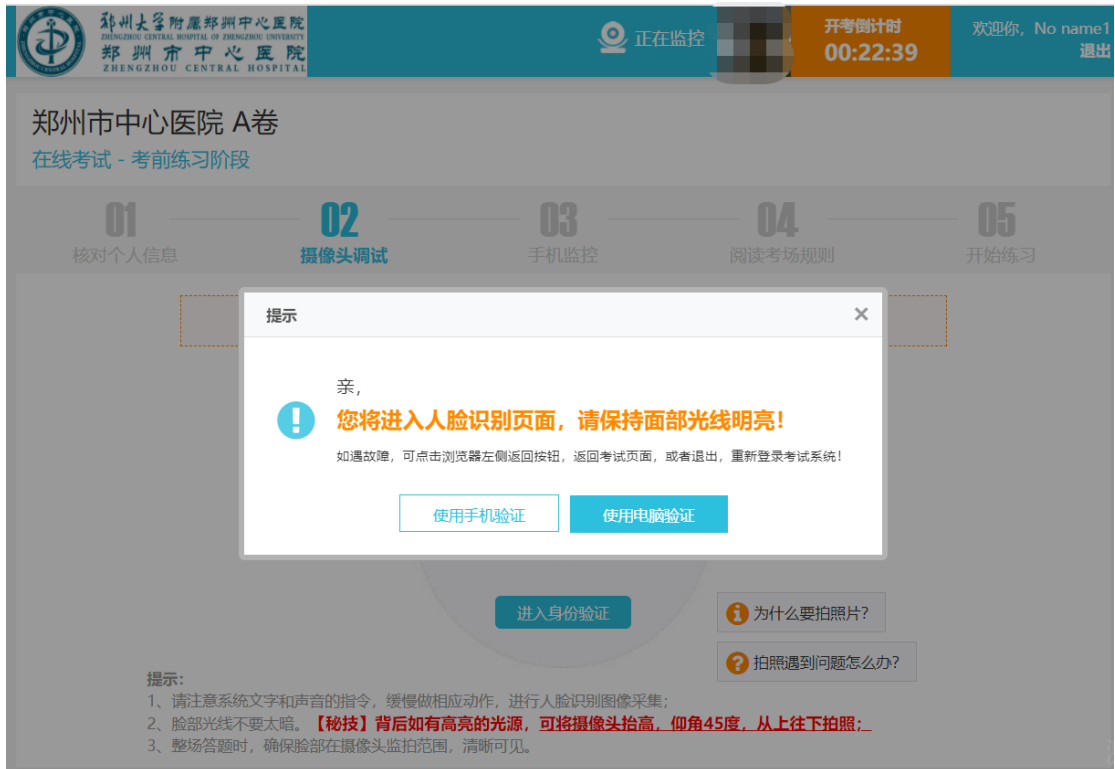 郑州大学附属郑州中心医院
ZHENGZHOU CENTRAL HOSPITAL OF ZHENGZHOU UNIVERSITY
郑州市中心医院
ZHENGZHOU CENTRAL HOSPITAL
正在监控
开考倒计时
00:22:39
欢迎你，No name1
退出
郑州市中心医院 A卷
在线考试 - 考前练习阶段
01 02 03 04 05
核对个人信息 摄像头调试 手机监控 阅读考场规则 开始练习
提示 ×
亲，
您将进入人脸识别页面，请保持面部光线明亮！
如遇故障，可点击浏览器左侧返回按钮，返回考试页面，或者退出，重新登录考试系统！
使用手机验证 使用电脑验证
进入身份验证
为什么要拍照片?
拍照遇到问题怎么办?
提示：
1、请注意系统文字和声音的指令，缓慢做相应动作，进行人脸识别图像采集；
2、脸部光线不要太暗。【秘技】背后如有高亮的光源，可将摄像头抬高，仰角45度，从上往下拍照；
3、整场答题时，确保脸部在摄像头监拍范围，清晰可见。